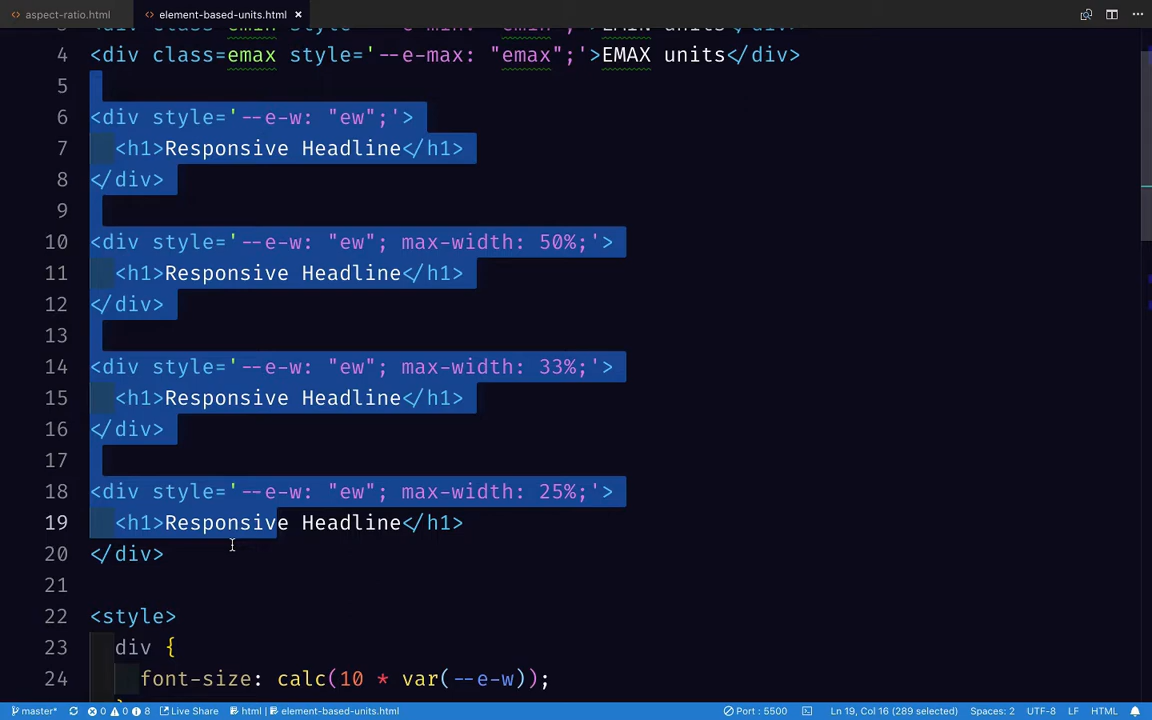 aspect-ratio.html
element-based-units.html ×
4 <div class=emax style='--e-max: "emax";'>EMAX units</div>
5
6 <div style='--e-w: "ew";'>
7 <h1>Responsive Headline</h1>
8 </div>
9
10 <div style='--e-w: "ew"; max-width: 50%;'>
11 <h1>Responsive Headline</h1>
12 </div>
13
14 <div style='--e-w: "ew"; max-width: 33%;'>
15 <h1>Responsive Headline</h1>
16 </div>
17
18 <div style='--e-w: "ew"; max-width: 25%;'>
19 <h1>Responsive Headline</h1>
20 </div>
21
22 <style>
23 div {
24 font-size: calc(10 * var(--e-w));
master* 0 0 8 Live Share html element-based-units.html Port : 5500 Ln 19, Col 16 (289 selected) Spaces: 2 UTF-8 LF HTML